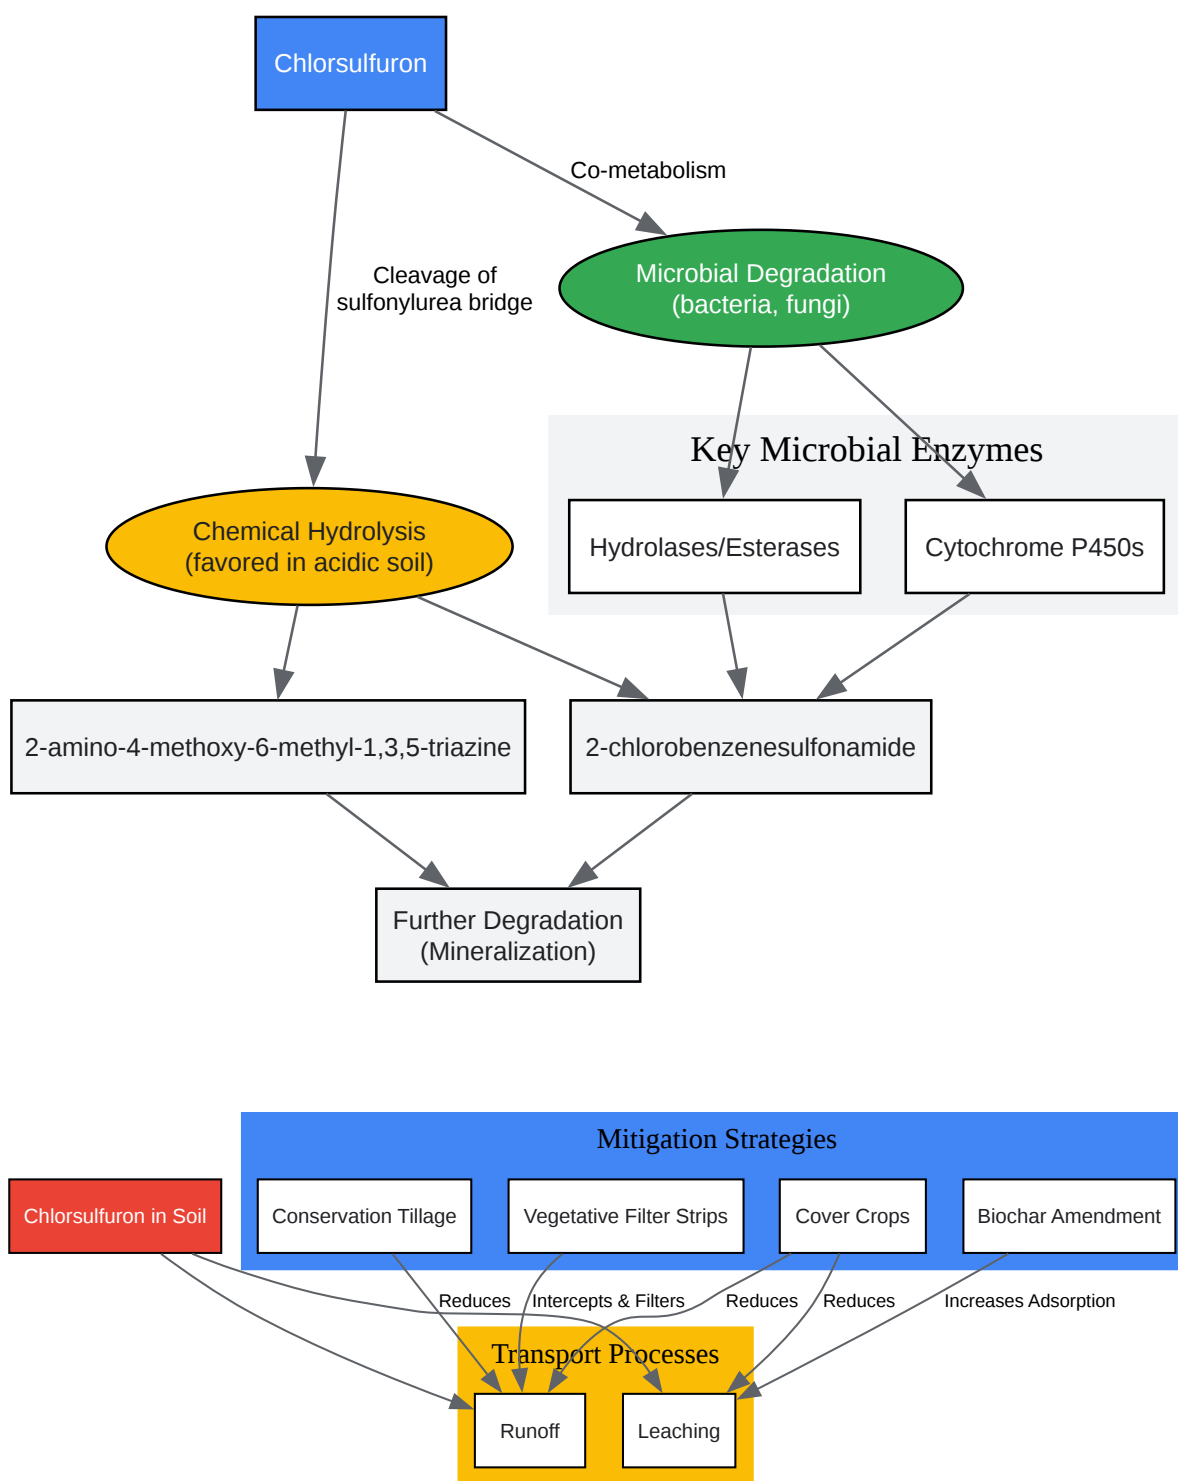 Chlorsulfuron
Co-metabolism
Cleavage of
sulfonylurea bridge
Microbial Degradation
(bacteria, fungi)
Key Microbial Enzymes
Chemical Hydrolysis
(favored in acidic soil)
Hydrolases/Esterases
Cytochrome P450s
2-amino-4-methoxy-6-methyl-1,3,5-triazine
2-chlorobenzenesulfonamide
Further Degradation
(Mineralization)
Mitigation Strategies
Chlorsulfuron in Soil
Conservation Tillage
Vegetative Filter Strips
Cover Crops
Biochar Amendment
Reduces
Intercepts & Filters
Reduces
Reduces
Increases Adsorption
Transport Processes
Runoff
Leaching